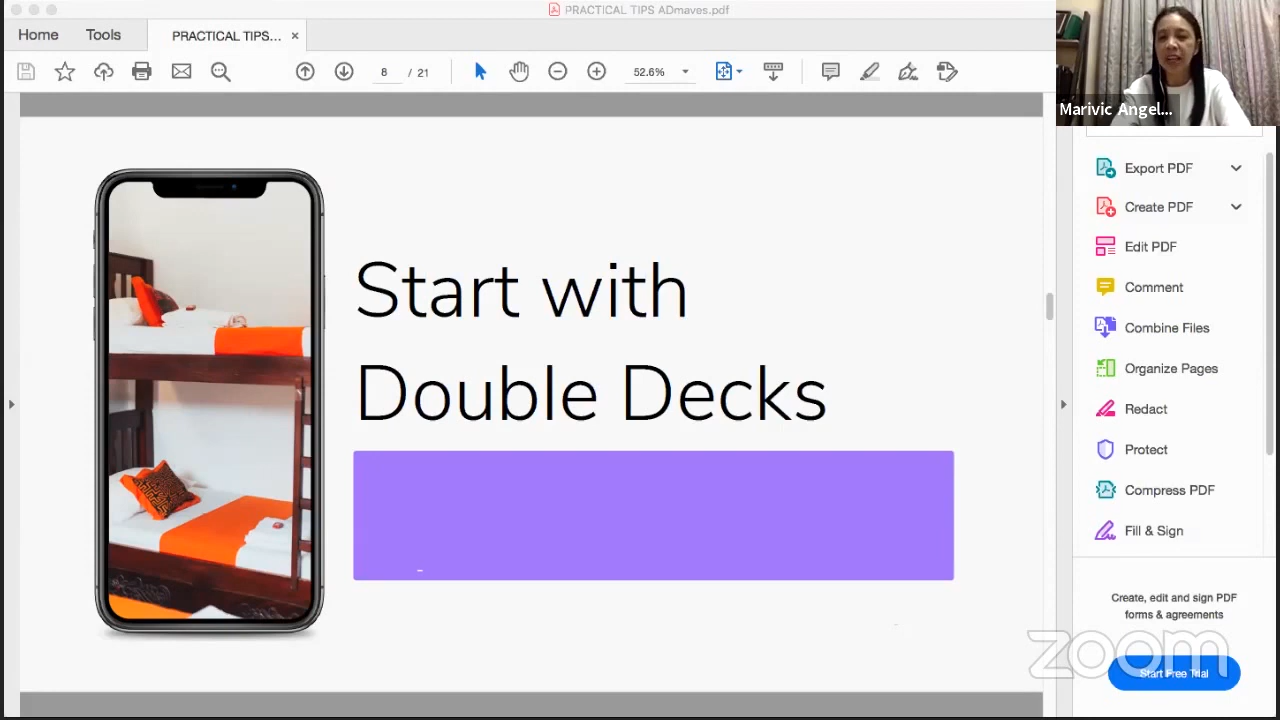 PRACTICAL TIPS ADmaves.pdf
Home
Tools
PRACTICAL TIPS... ×
8 / 21
52.6%
Marivic Angel...
Start with
Double Decks
Export PDF
Create PDF
Edit PDF
Comment
Combine Files
Organize Pages
Redact
Protect
Compress PDF
Fill & Sign
Create, edit and sign PDF
forms & agreements
Start Free Trial
zoom